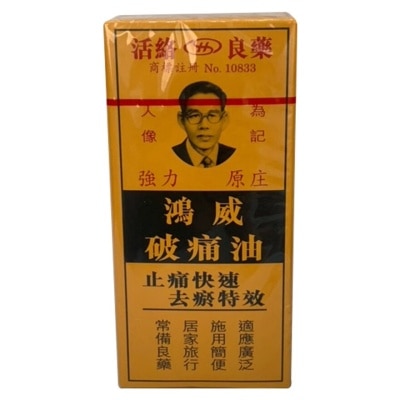 活絡 良藥
商標註冊 No. 10833
人像
為記
強力 原庄
鴻威
破痛油
止痛快速
去瘀特效
適應廣泛
施用簡便
居家旅行
常備良藥